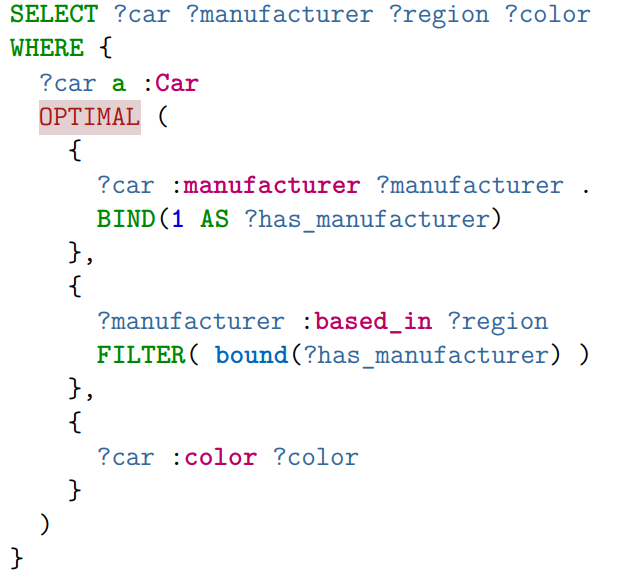 SELECT ?car ?manufacturer ?region ?color
WHERE {
  ?car a :Car
  OPTIMAL (
    {
      ?car :manufacturer ?manufacturer .
      BIND(1 AS ?has_manufacturer)
    },
    {
      ?manufacturer :based_in ?region
      FILTER( bound(?has_manufacturer) )
    },
    {
      ?car :color ?color
    }
  )
}